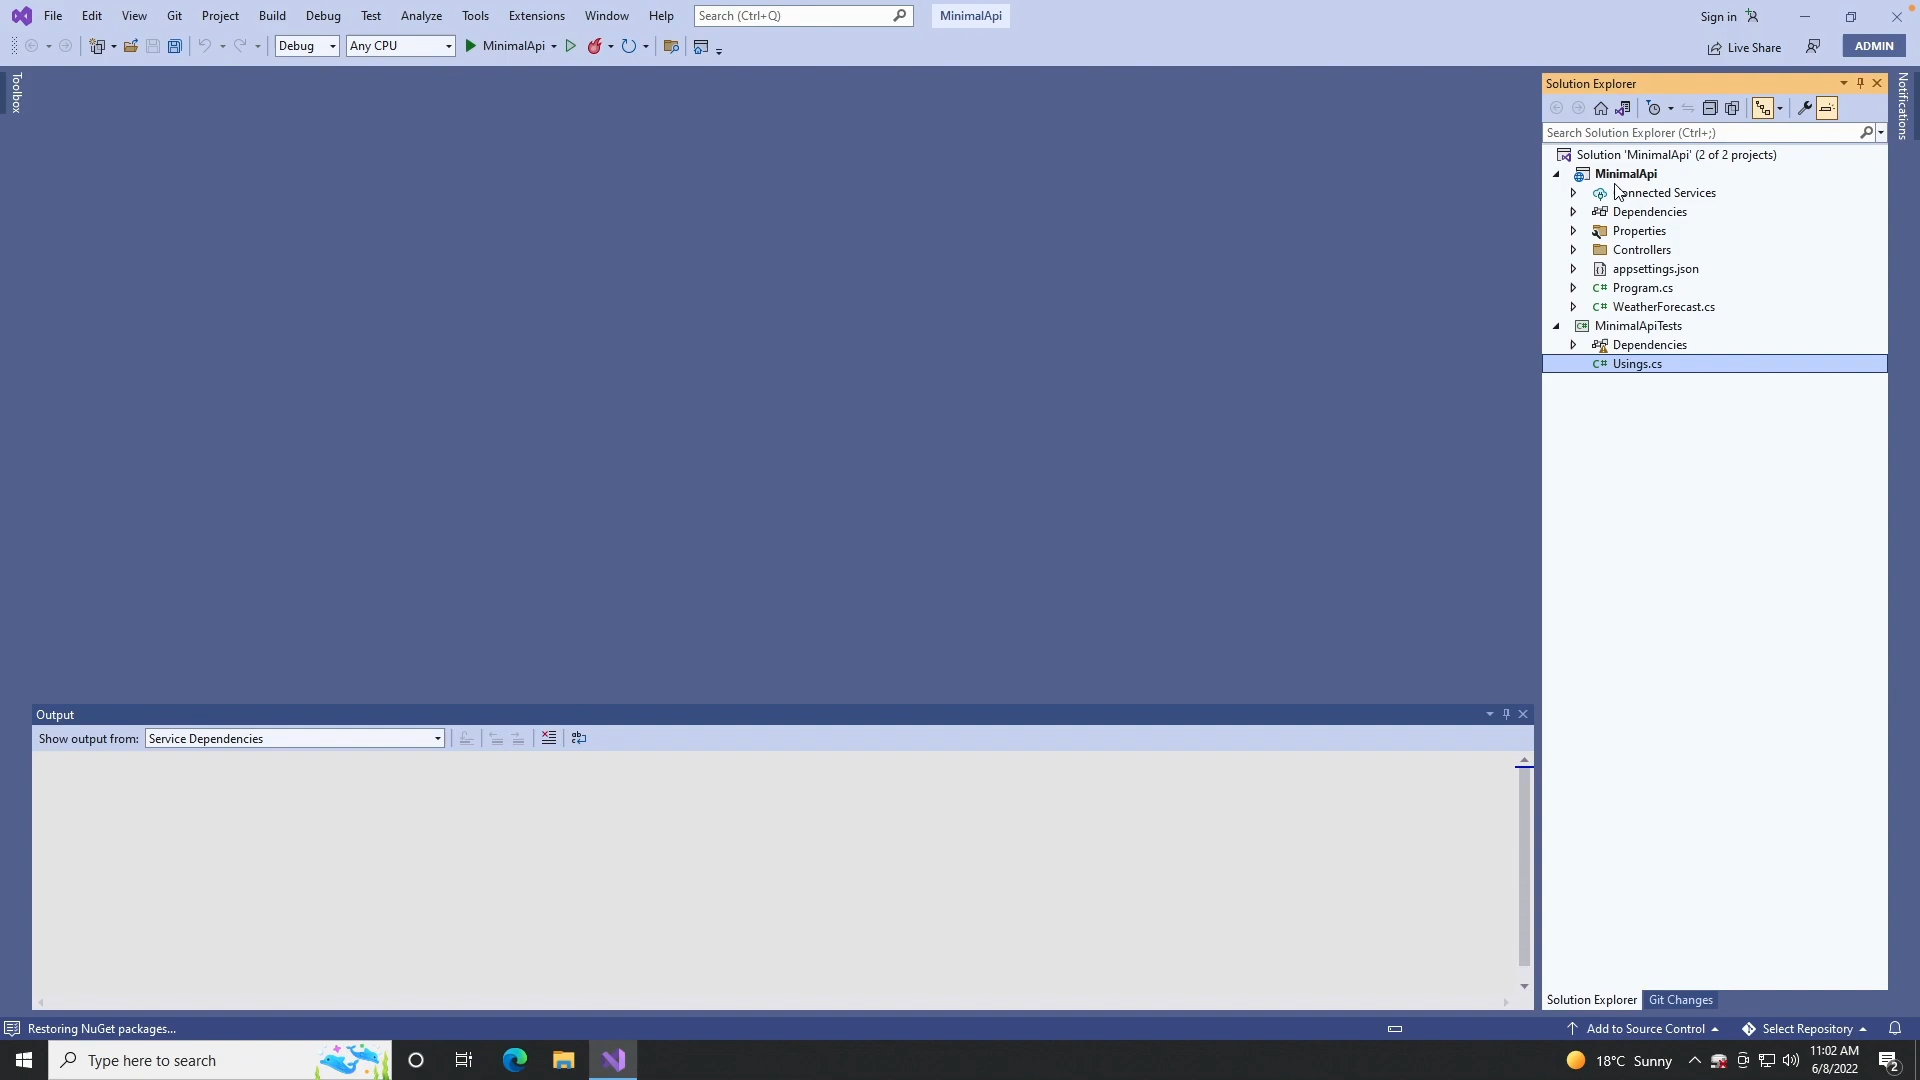 File Edit View Git Project Build Debug Test Analyze Tools Extensions Window Help Search (Ctrl+Q) MinimalApi Sign in
Debug Any CPU MinimalApi Live Share ADMIN
Toolbox
Solution Explorer
Notifications
Search Solution Explorer (Ctrl+;)
Solution 'MinimalApi' (2 of 2 projects)
MinimalApi
Connected Services
Dependencies
Properties
Controllers
appsettings.json
C# Program.cs
C# WeatherForecast.cs
C# MinimalApiTests
Dependencies
C# Usings.cs
Output
Show output from: Service Dependencies
Solution Explorer Git Changes
Restoring NuGet packages... Add to Source Control Select Repository
Type here to search 18°C Sunny 11:02 AM
6/8/2022 2